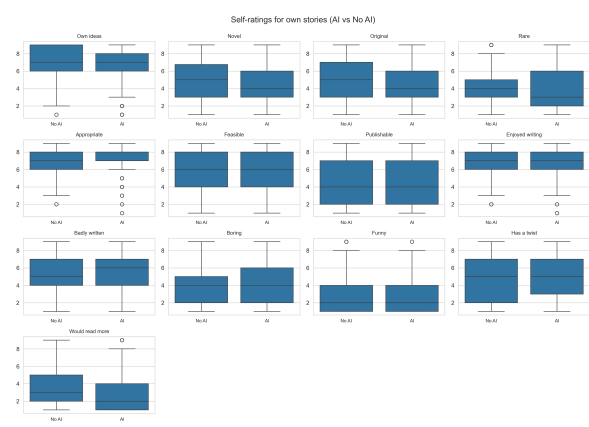 Self-ratings for own stories (AI vs No AI)
Own ideas
Novel
Original
Rare
8
6
4
2
No AI
AI
No AI
AI
No AI
AI
No AI
AI
Appropriate
Feasible
Publishable
Enjoyed writing
8
6
4
2
No AI
AI
No AI
AI
No AI
AI
No AI
AI
Badly written
Boring
Funny
Has a twist
8
6
4
2
No AI
AI
No AI
AI
No AI
AI
No AI
AI
Would read more
8
6
4
2
No AI
AI